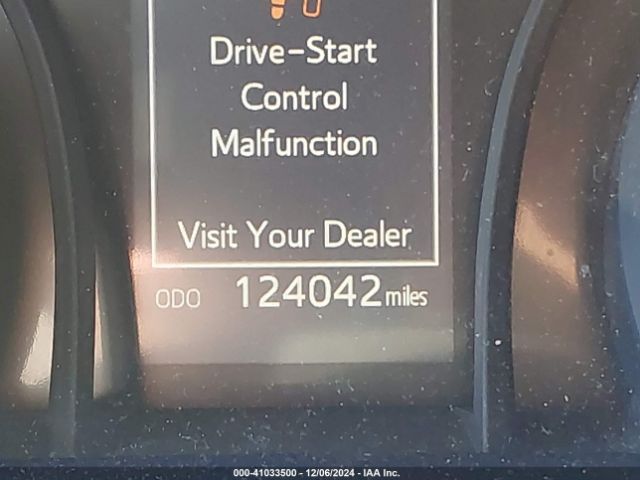 Drive-Start
Control
Malfunction
Visit Your Dealer
ODO 124042 miles
000-41033500 - 12/06/2024 - IAA Inc.